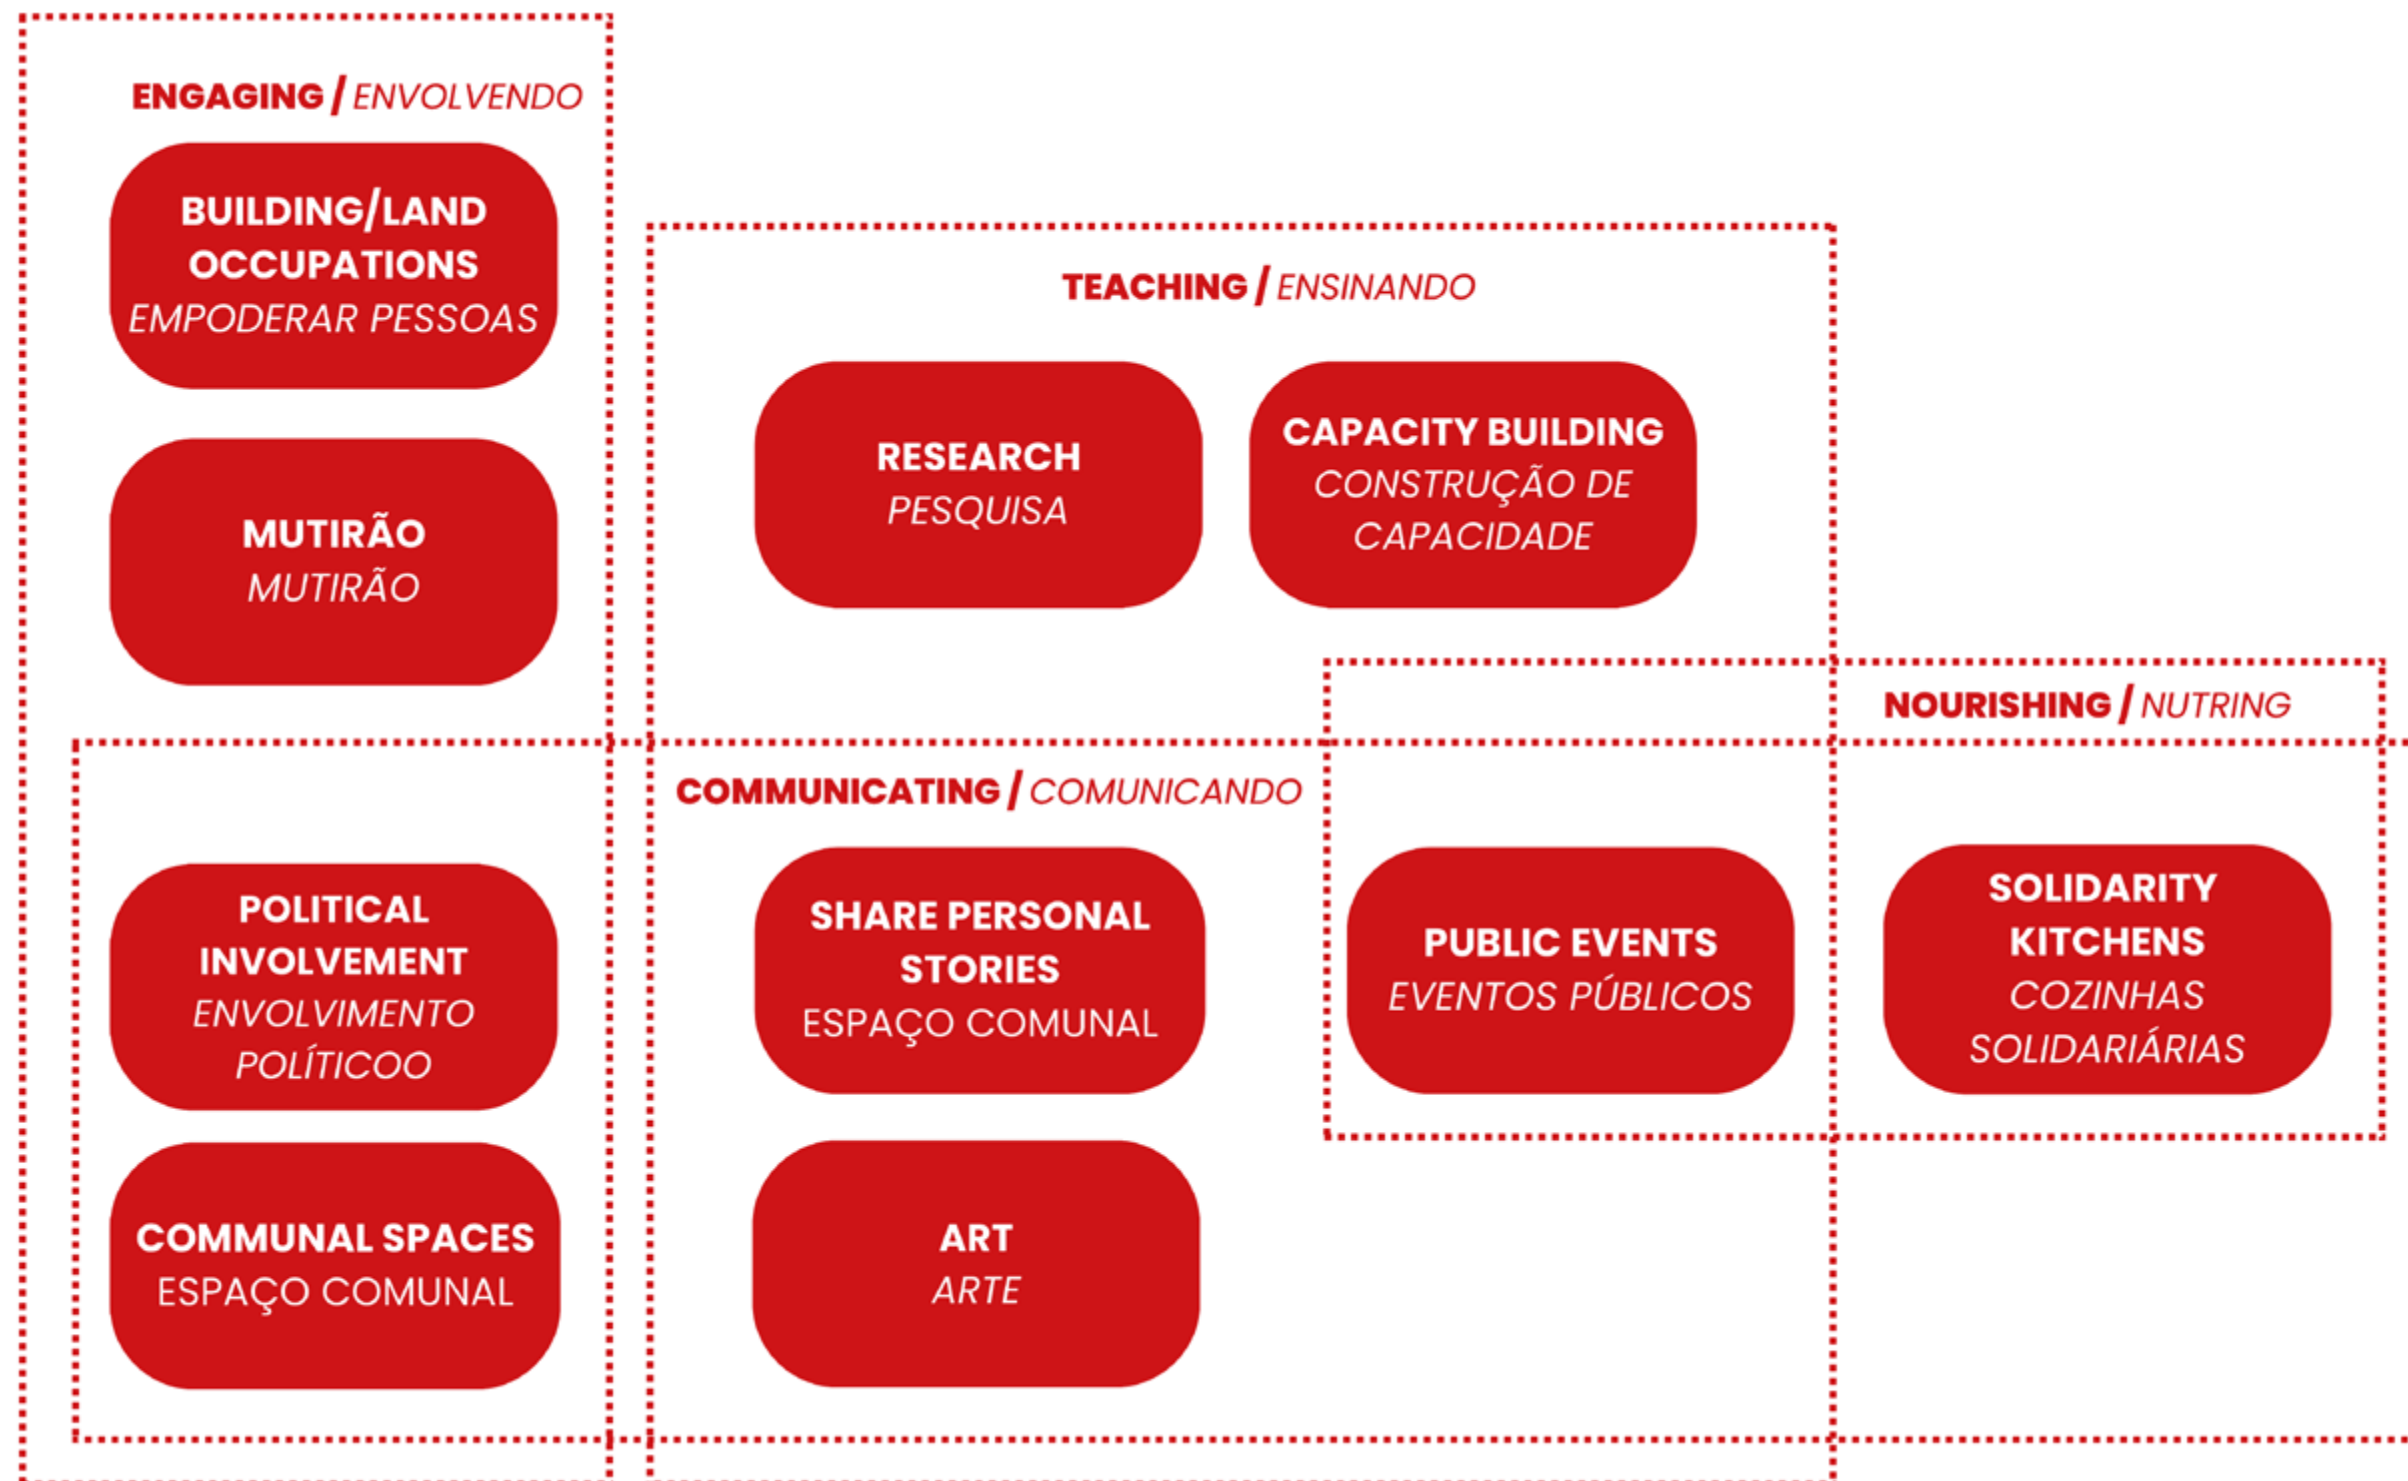 ENGAGING / ENVOLVENDO
BUILDING/LAND
OCCUPATIONS
EMPODERAR PESSOAS
MUTIRÃO
MUTIRÃO
TEACHING / ENSINANDO
RESEARCH
PESQUISA
CAPACITY BUILDING
CONSTRUÇÃO DE
CAPACIDADE
NOURISHING / NUTRING
COMMUNICATING / COMUNICANDO
POLITICAL
INVOLVEMENT
ENVOLVIMENTO
POLÍTICOO
SHARE PERSONAL
STORIES
ESPAÇO COMUNAL
PUBLIC EVENTS
EVENTOS PÚBLICOS
SOLIDARITY
KITCHENS
COZINHAS
SOLIDARIÁRIAS
COMMUNAL SPACES
ESPAÇO COMUNAL
ART
ARTE